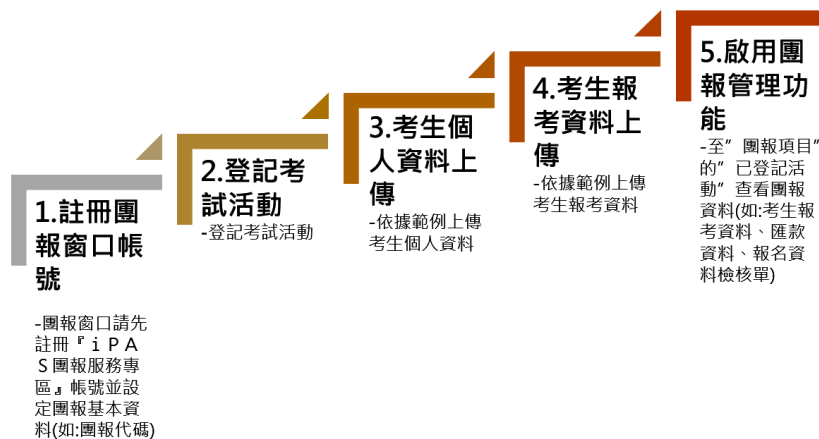 1.註冊團
報窗口帳
號
-團報窗口請先
註冊『ｉＰＡ
Ｓ團報服務專
區』帳號並設
定團報基本資
料(如:團報代碼)
2.登記考
試活動
-登記考試活動
3.考生個
人資料上
傳
-依據範例上傳
考生個人資料
4.考生報
考資料上
傳
-依據範例上傳
考生報考資料
5.啟用團
報管理功
能
-至”團報項目”
的”已登記活
動”查看團報
資料(如:考生報
考資料、匯款
資料、報名資
料檢核單)